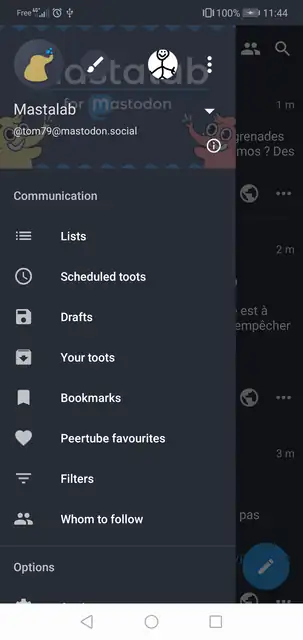 Free 4G+ 100% 11:44
Mastalab
for Mastodon
Mastalab
@tom79@mastodon.social
1 m
grenades
mos ? Des
Communication
Lists
2 m
Scheduled toots
Drafts
e est à
empêcher
Your toots
Bookmarks
Peertube favourites
3 m
Filters
Whom to follow
pas
Options